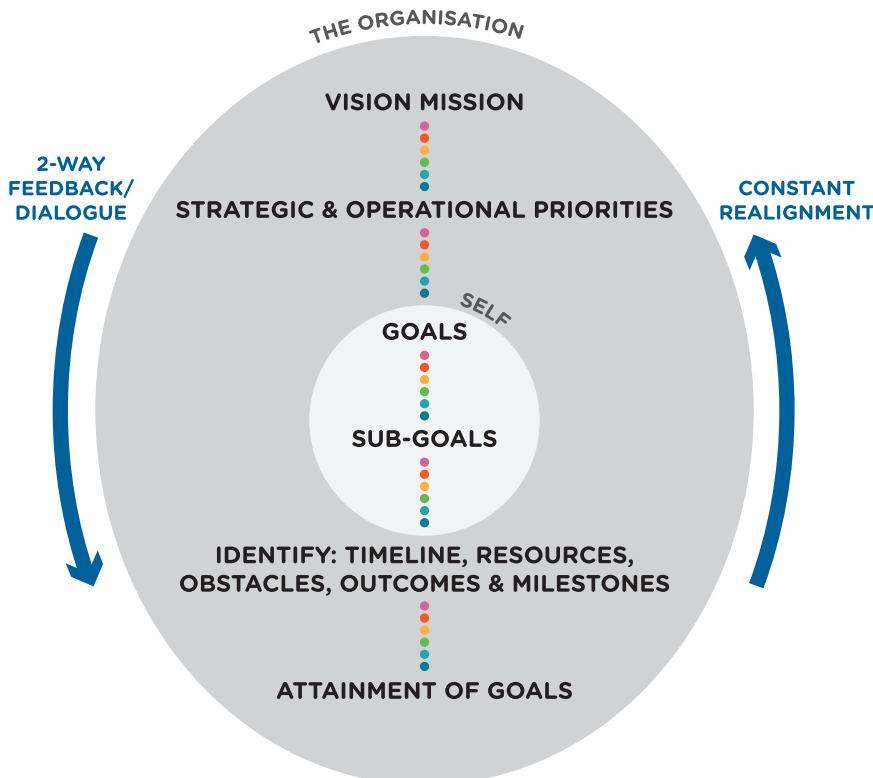 THE ORGANISATION
VISION MISSION
2-WAY
FEEDBACK/
DIALOGUE
STRATEGIC & OPERATIONAL PRIORITIES
CONSTANT
REALIGNMENT
SELF
GOALS
SUB-GOALS
IDENTIFY: TIMELINE, RESOURCES,
OBSTACLES, OUTCOMES & MILESTONES
ATTAINMENT OF GOALS